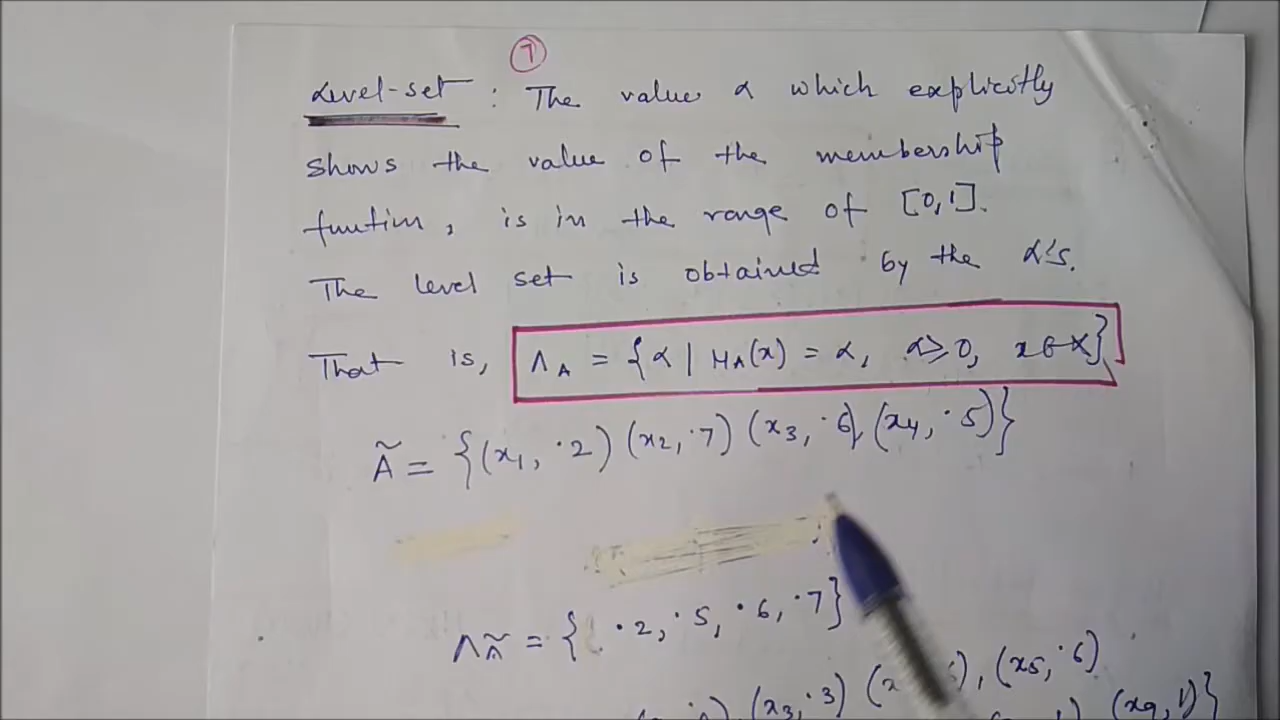 7
Level-set : The value α which explicitly
shows the value of the membership
function, is in the range of [0,1].
The level set is obtained by the α's.
That is, Λ_A = {α | μ_A(x) = α, α ≥ 0, x ∈ X}
Ã = {(x₁, ·2) (x₂, ·7) (x₃, ·6), (x₄, ·5)}
Λ_Ã = { ·2, ·5, ·6, ·7}
(x₃, ·3) (x₅, ·6)
(x₉, 1)}